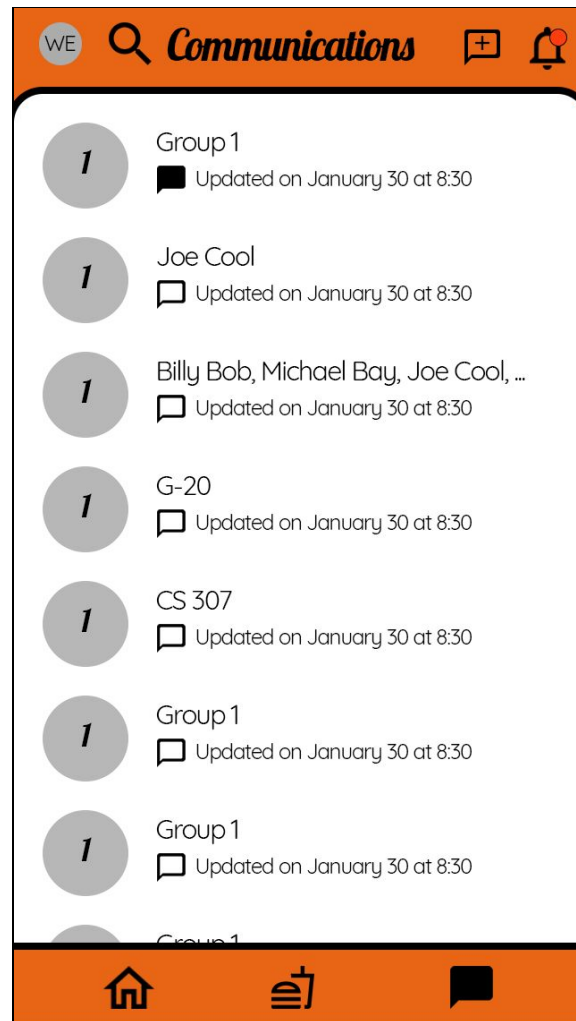 WE Communications
1 Group 1
Updated on January 30 at 8:30
1 Joe Cool
Updated on January 30 at 8:30
1 Billy Bob, Michael Bay, Joe Cool, ...
Updated on January 30 at 8:30
1 G-20
Updated on January 30 at 8:30
1 CS 307
Updated on January 30 at 8:30
1 Group 1
Updated on January 30 at 8:30
1 Group 1
Updated on January 30 at 8:30
Group 1